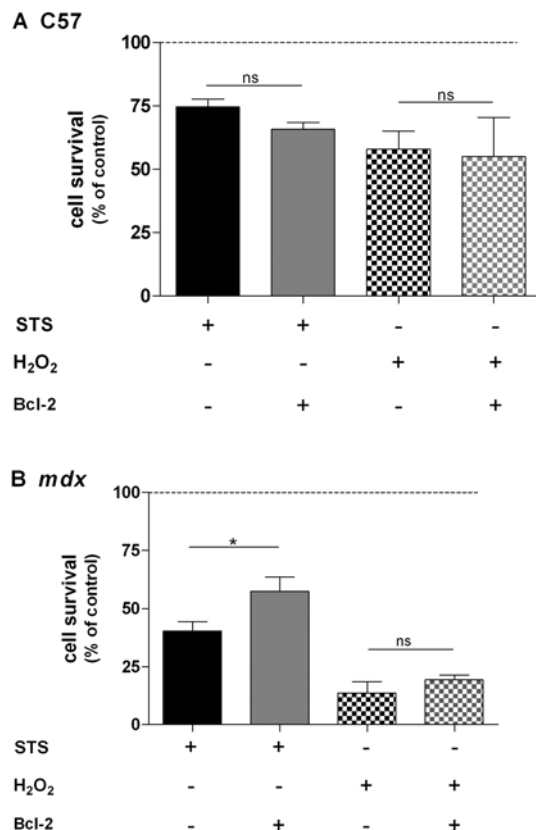 A C57
cell survival
(% of control)
100
75
50
25
0
ns
ns
STS + + - -
H₂O₂ - - + +
Bcl-2 - + - +
B mdx
cell survival
(% of control)
100
75
50
25
0
*
ns
STS + + - -
H₂O₂ - - + +
Bcl-2 - + - +